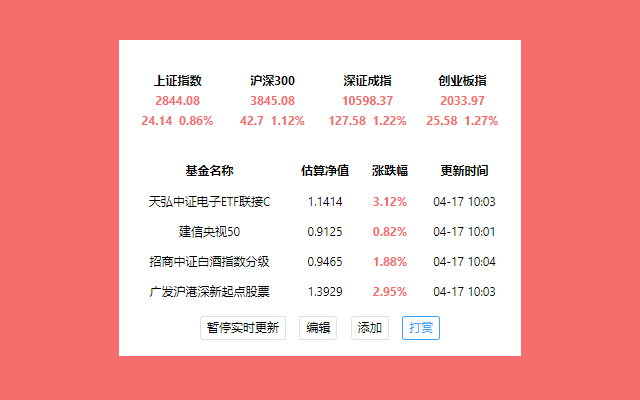 上证指数 沪深300 深证成指 创业板指
2844.08 3845.08 10598.37 2033.97
24.14 0.86% 42.7 1.12% 127.58 1.22% 25.58 1.27%
基金名称 估算净值 涨跌幅 更新时间
天弘中证电子ETF联接C 1.1414 3.12% 04-17 10:03
建信央视50 0.9125 0.82% 04-17 10:01
招商中证白酒指数分级 0.9465 1.88% 04-17 10:04
广发沪港深新起点股票 1.3929 2.95% 04-17 10:03
暂停实时更新 编辑 添加 打赏